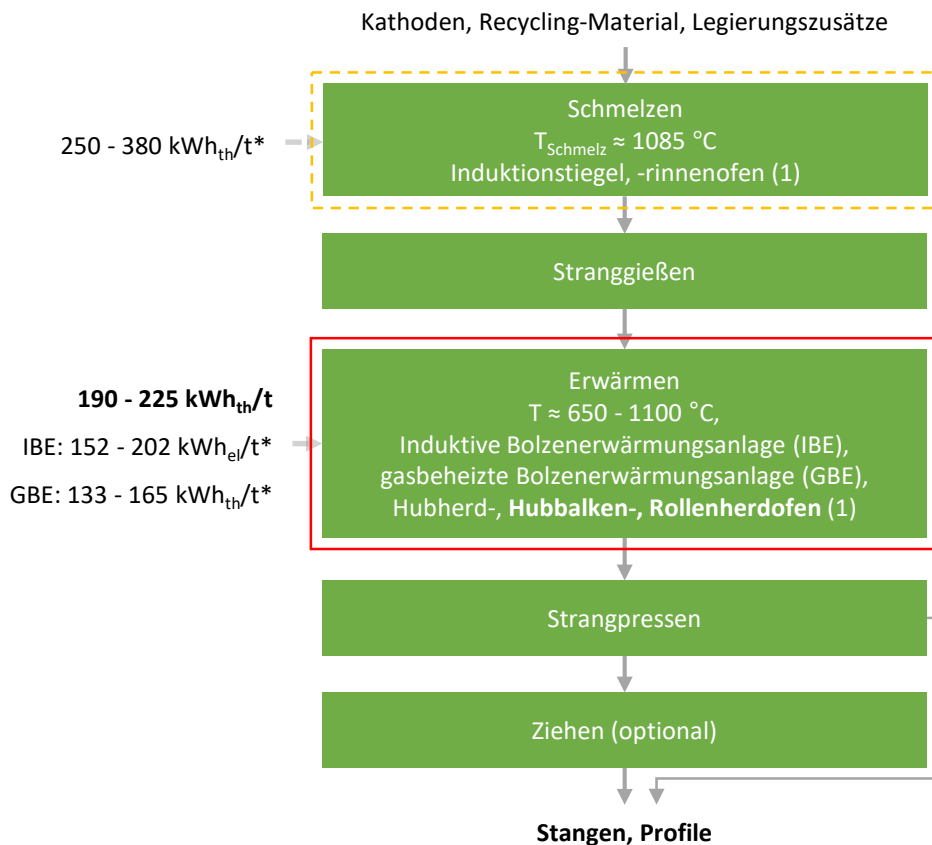 Kathoden, Recycling-Material, Legierungszusätze
250 - 380 kWhth/t*
Schmelzen
TSchmelz ≈ 1085 °C
Induktionstiegel, -rinnenofen (1)
Stranggießen
190 - 225 kWhth/t
IBE: 152 - 202 kWhel/t*
GBE: 133 - 165 kWhth/t*
Erwärmen
T ≈ 650 - 1100 °C,
Induktive Bolzenerwärmungsanlage (IBE),
gasbeheizte Bolzenerwärmungsanlage (GBE),
Hubherd-, Hubbalken-, Rollenherdofen (1)
Strangpressen
Ziehen (optional)
Stangen, Profile